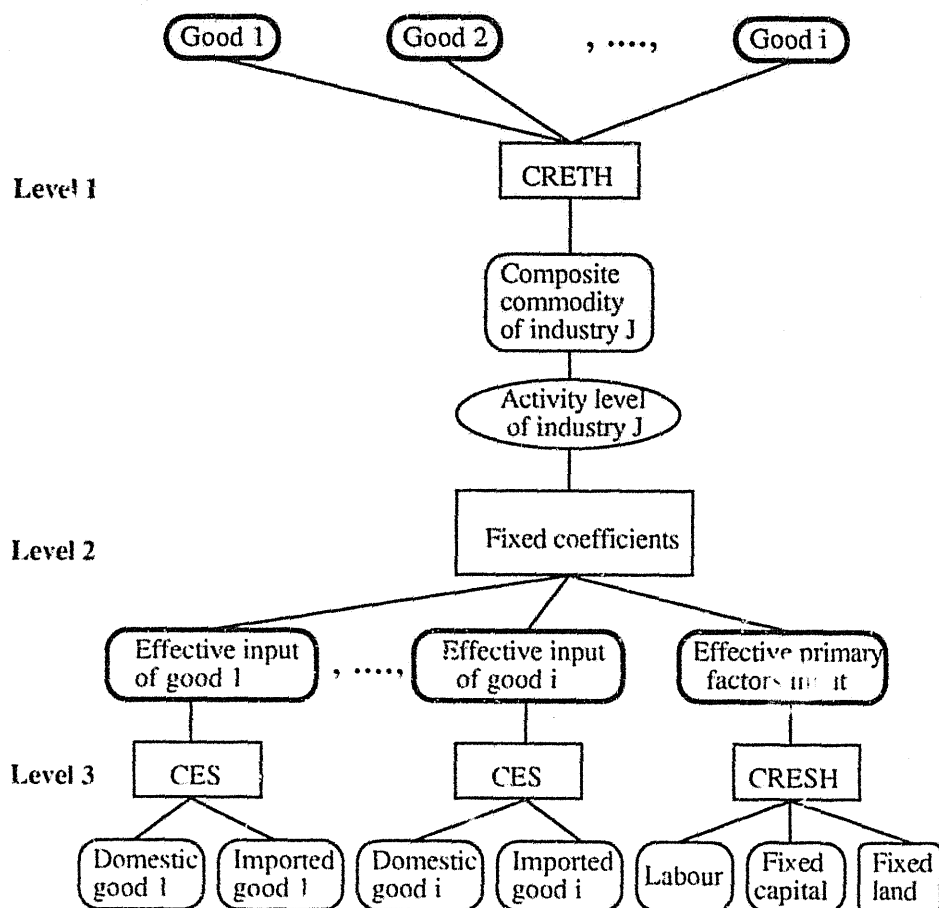 Good 1
Good 2
, ....,
Good i
Level 1
CRETH
Composite
commodity
of industry J
Activity level
of industry J
Level 2
Fixed coefficients
Effective input
of good 1
, ....,
Effective input
of good i
Effective primary
factors
Level 3
CES
CES
CRESH
Domestic
good 1
Imported
good 1
Domestic
good i
Imported
good i
Labour
Fixed
capital
Fixed
land